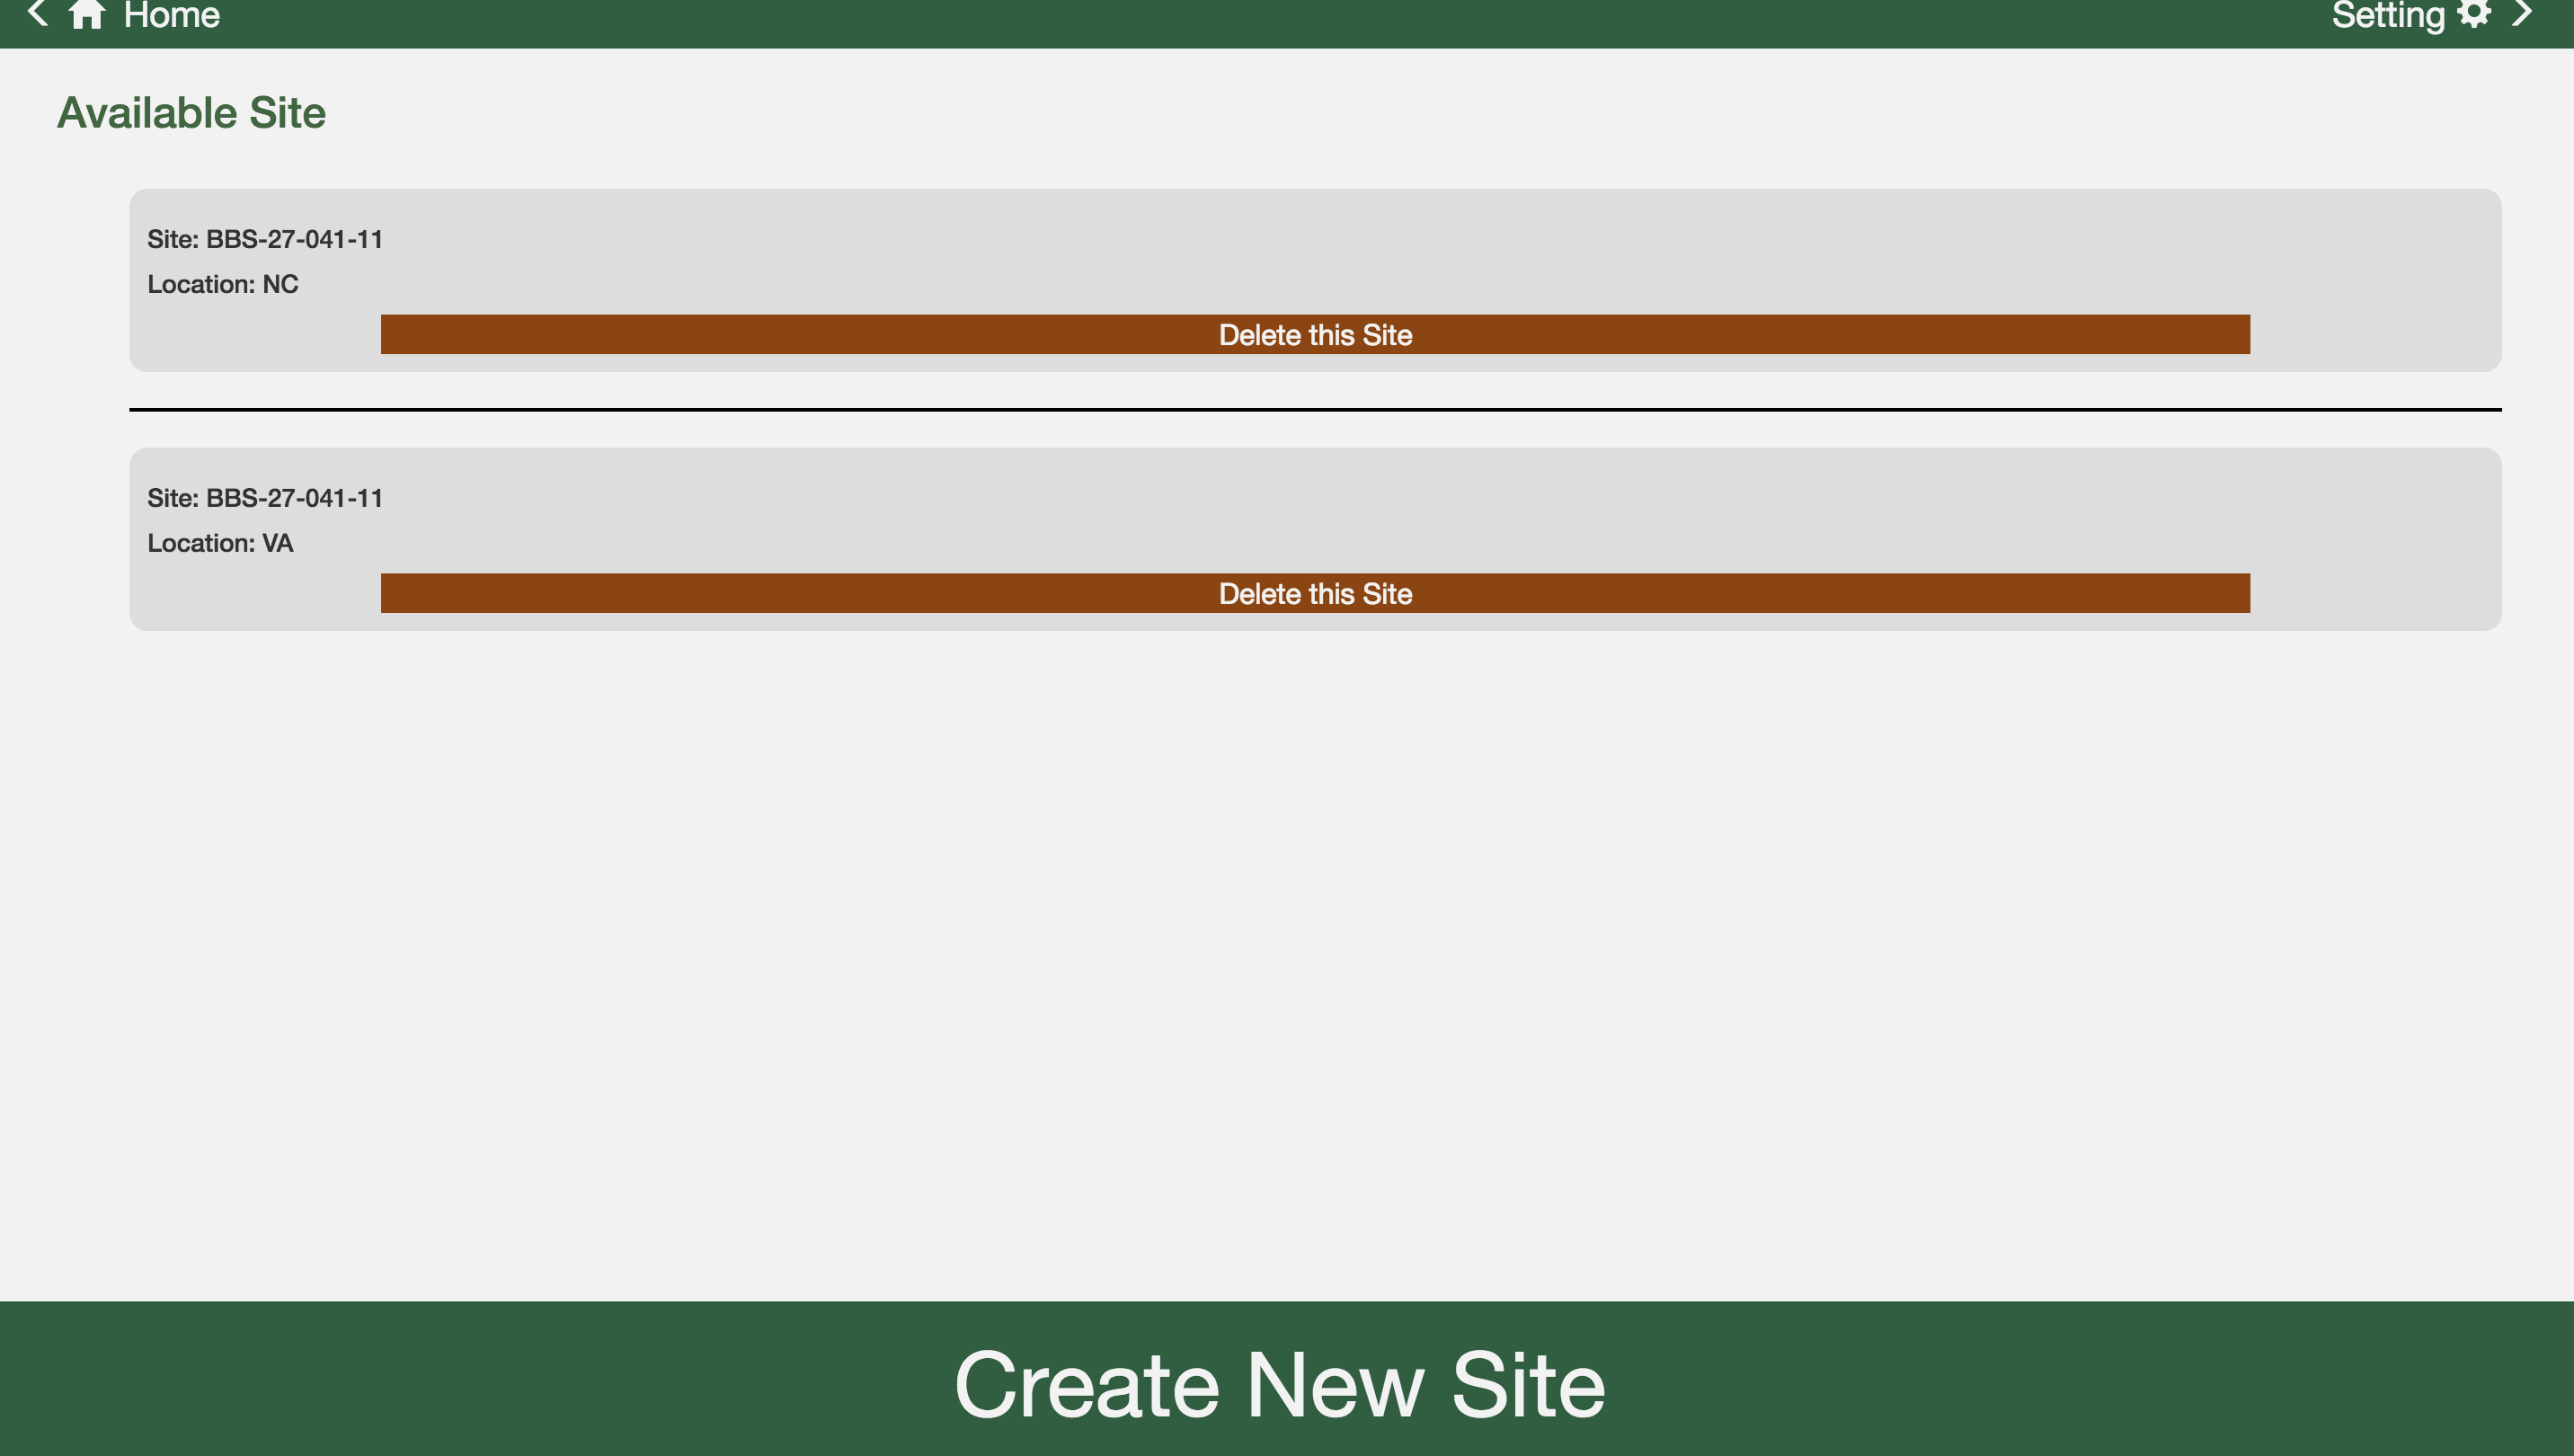 Home
Setting
Available Site
Site: BBS-27-041-11
Location: NC
Delete this Site
Site: BBS-27-041-11
Location: VA
Delete this Site
Create New Site